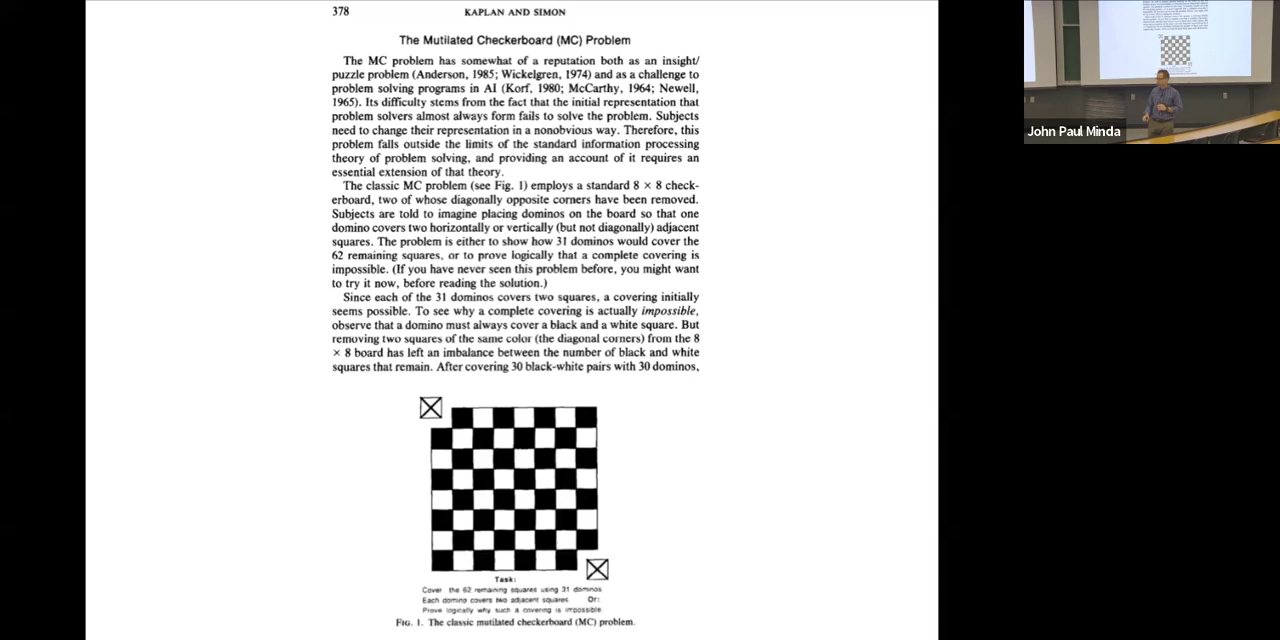 378
KAPLAN AND SIMON
The Mutilated Checkerboard (MC) Problem
The MC problem has somewhat of a reputation both as an insight/
puzzle problem (Anderson, 1985; Wickelgren, 1974) and as a challenge to
problem solving programs in AI (Korf, 1980; McCarthy, 1964; Newell,
1965). Its difficulty stems from the fact that the initial representation that
problem solvers almost always form fails to solve the problem. Subjects
need to change their representation in a nonobvious way. Therefore, this
problem falls outside the limits of the standard information processing
theory of problem solving, and providing an account of it requires an
essential extension of that theory.
The classic MC problem (see Fig. 1) employs a standard 8 × 8 check-
erboard, two of whose diagonally opposite corners have been removed.
Subjects are told to imagine placing dominos on the board so that one
domino covers two horizontally or vertically (but not diagonally) adjacent
squares. The problem is either to show how 31 dominos would cover the
62 remaining squares, or to prove logically that a complete covering is
impossible. (If you have never seen this problem before, you might want
to try it now, before reading the solution.)
Since each of the 31 dominos covers two squares, a covering initially
seems possible. To see why a complete covering is actually impossible,
observe that a domino must always cover a black and a white square. But
removing two squares of the same color (the diagonal corners) from the 8
× 8 board has left an imbalance between the number of black and white
squares that remain. After covering 30 black-white pairs with 30 dominos,
Task:
Cover the 62 remaining squares using 31 dominos
Each domino covers two adjacent squares Or:
Prove logically why such a covering is impossible.
FIG. 1. The classic mutilated checkerboard (MC) problem.
John Paul Minda